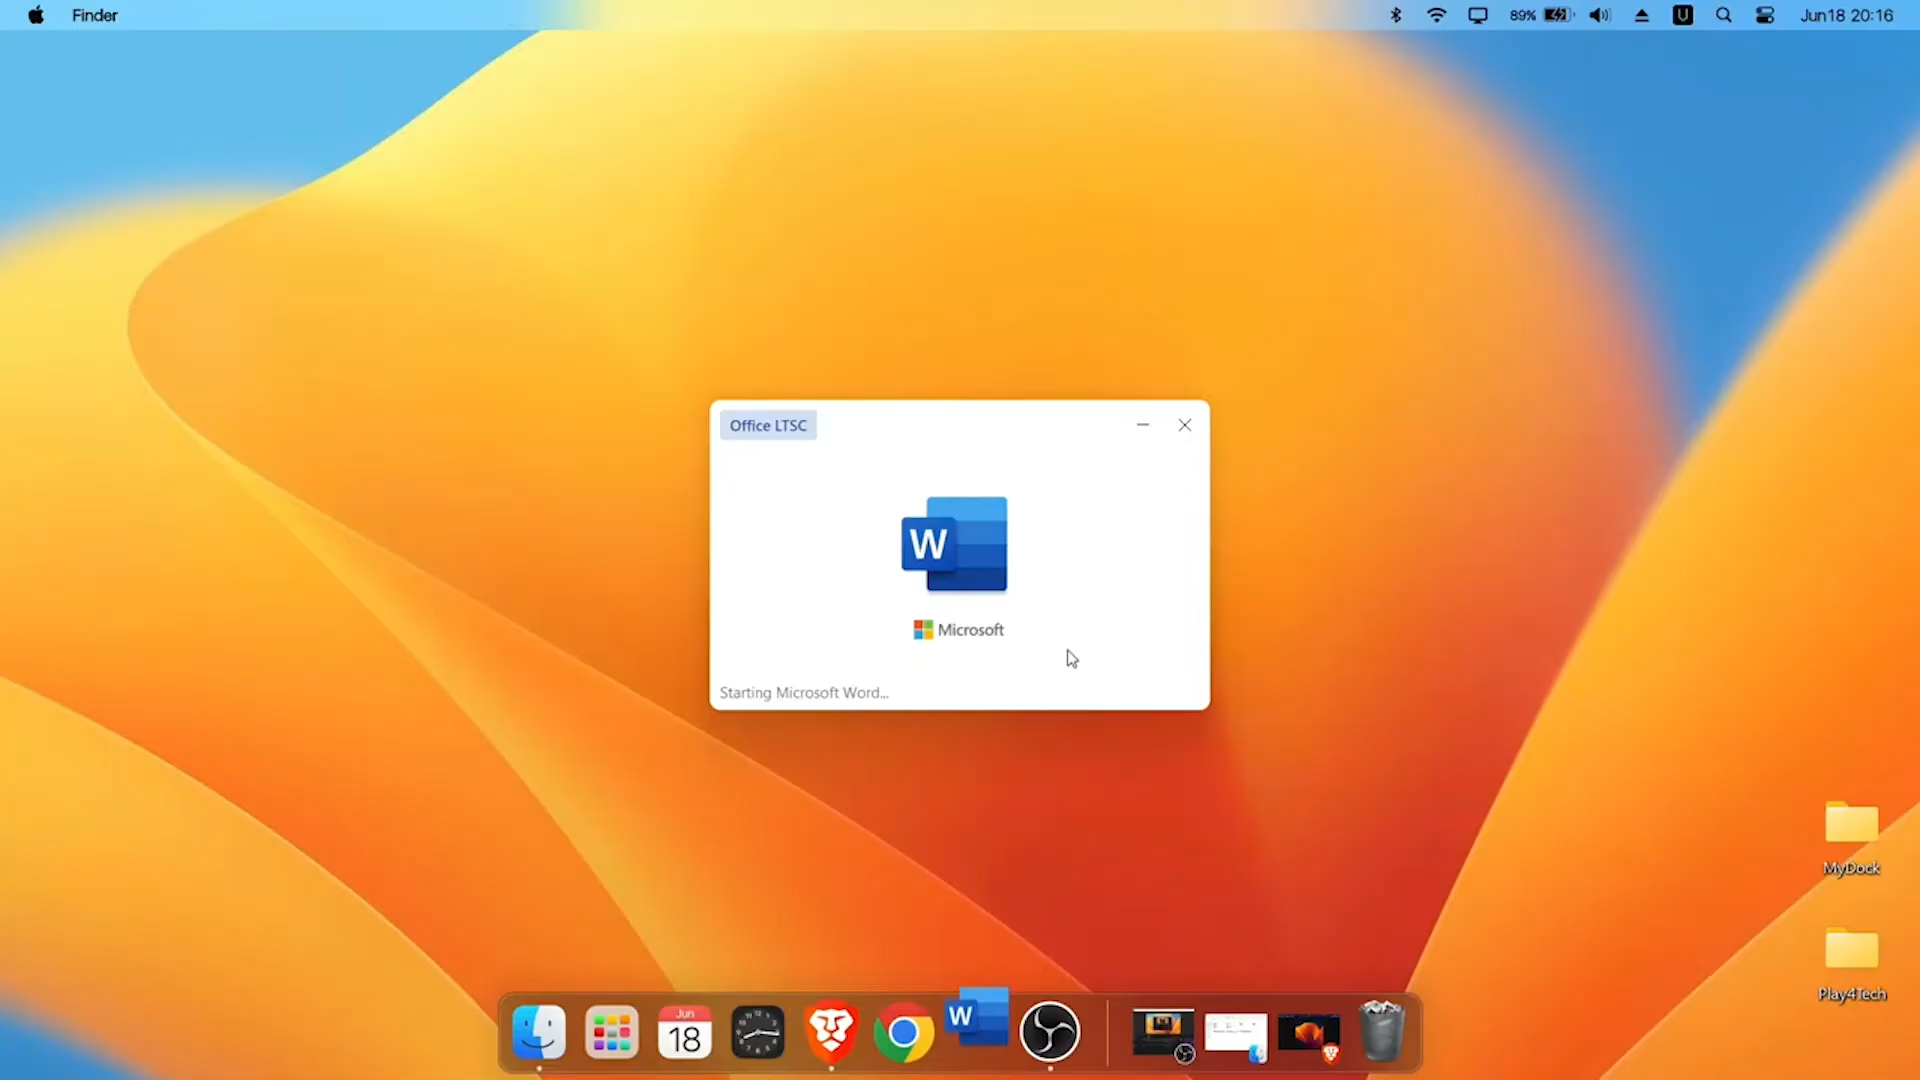 Finder
89%
U
Jun18 20:16
Office LTSC
W
Microsoft
Starting Microsoft Word...
MyDock
Play4Tech
Jun
18
W